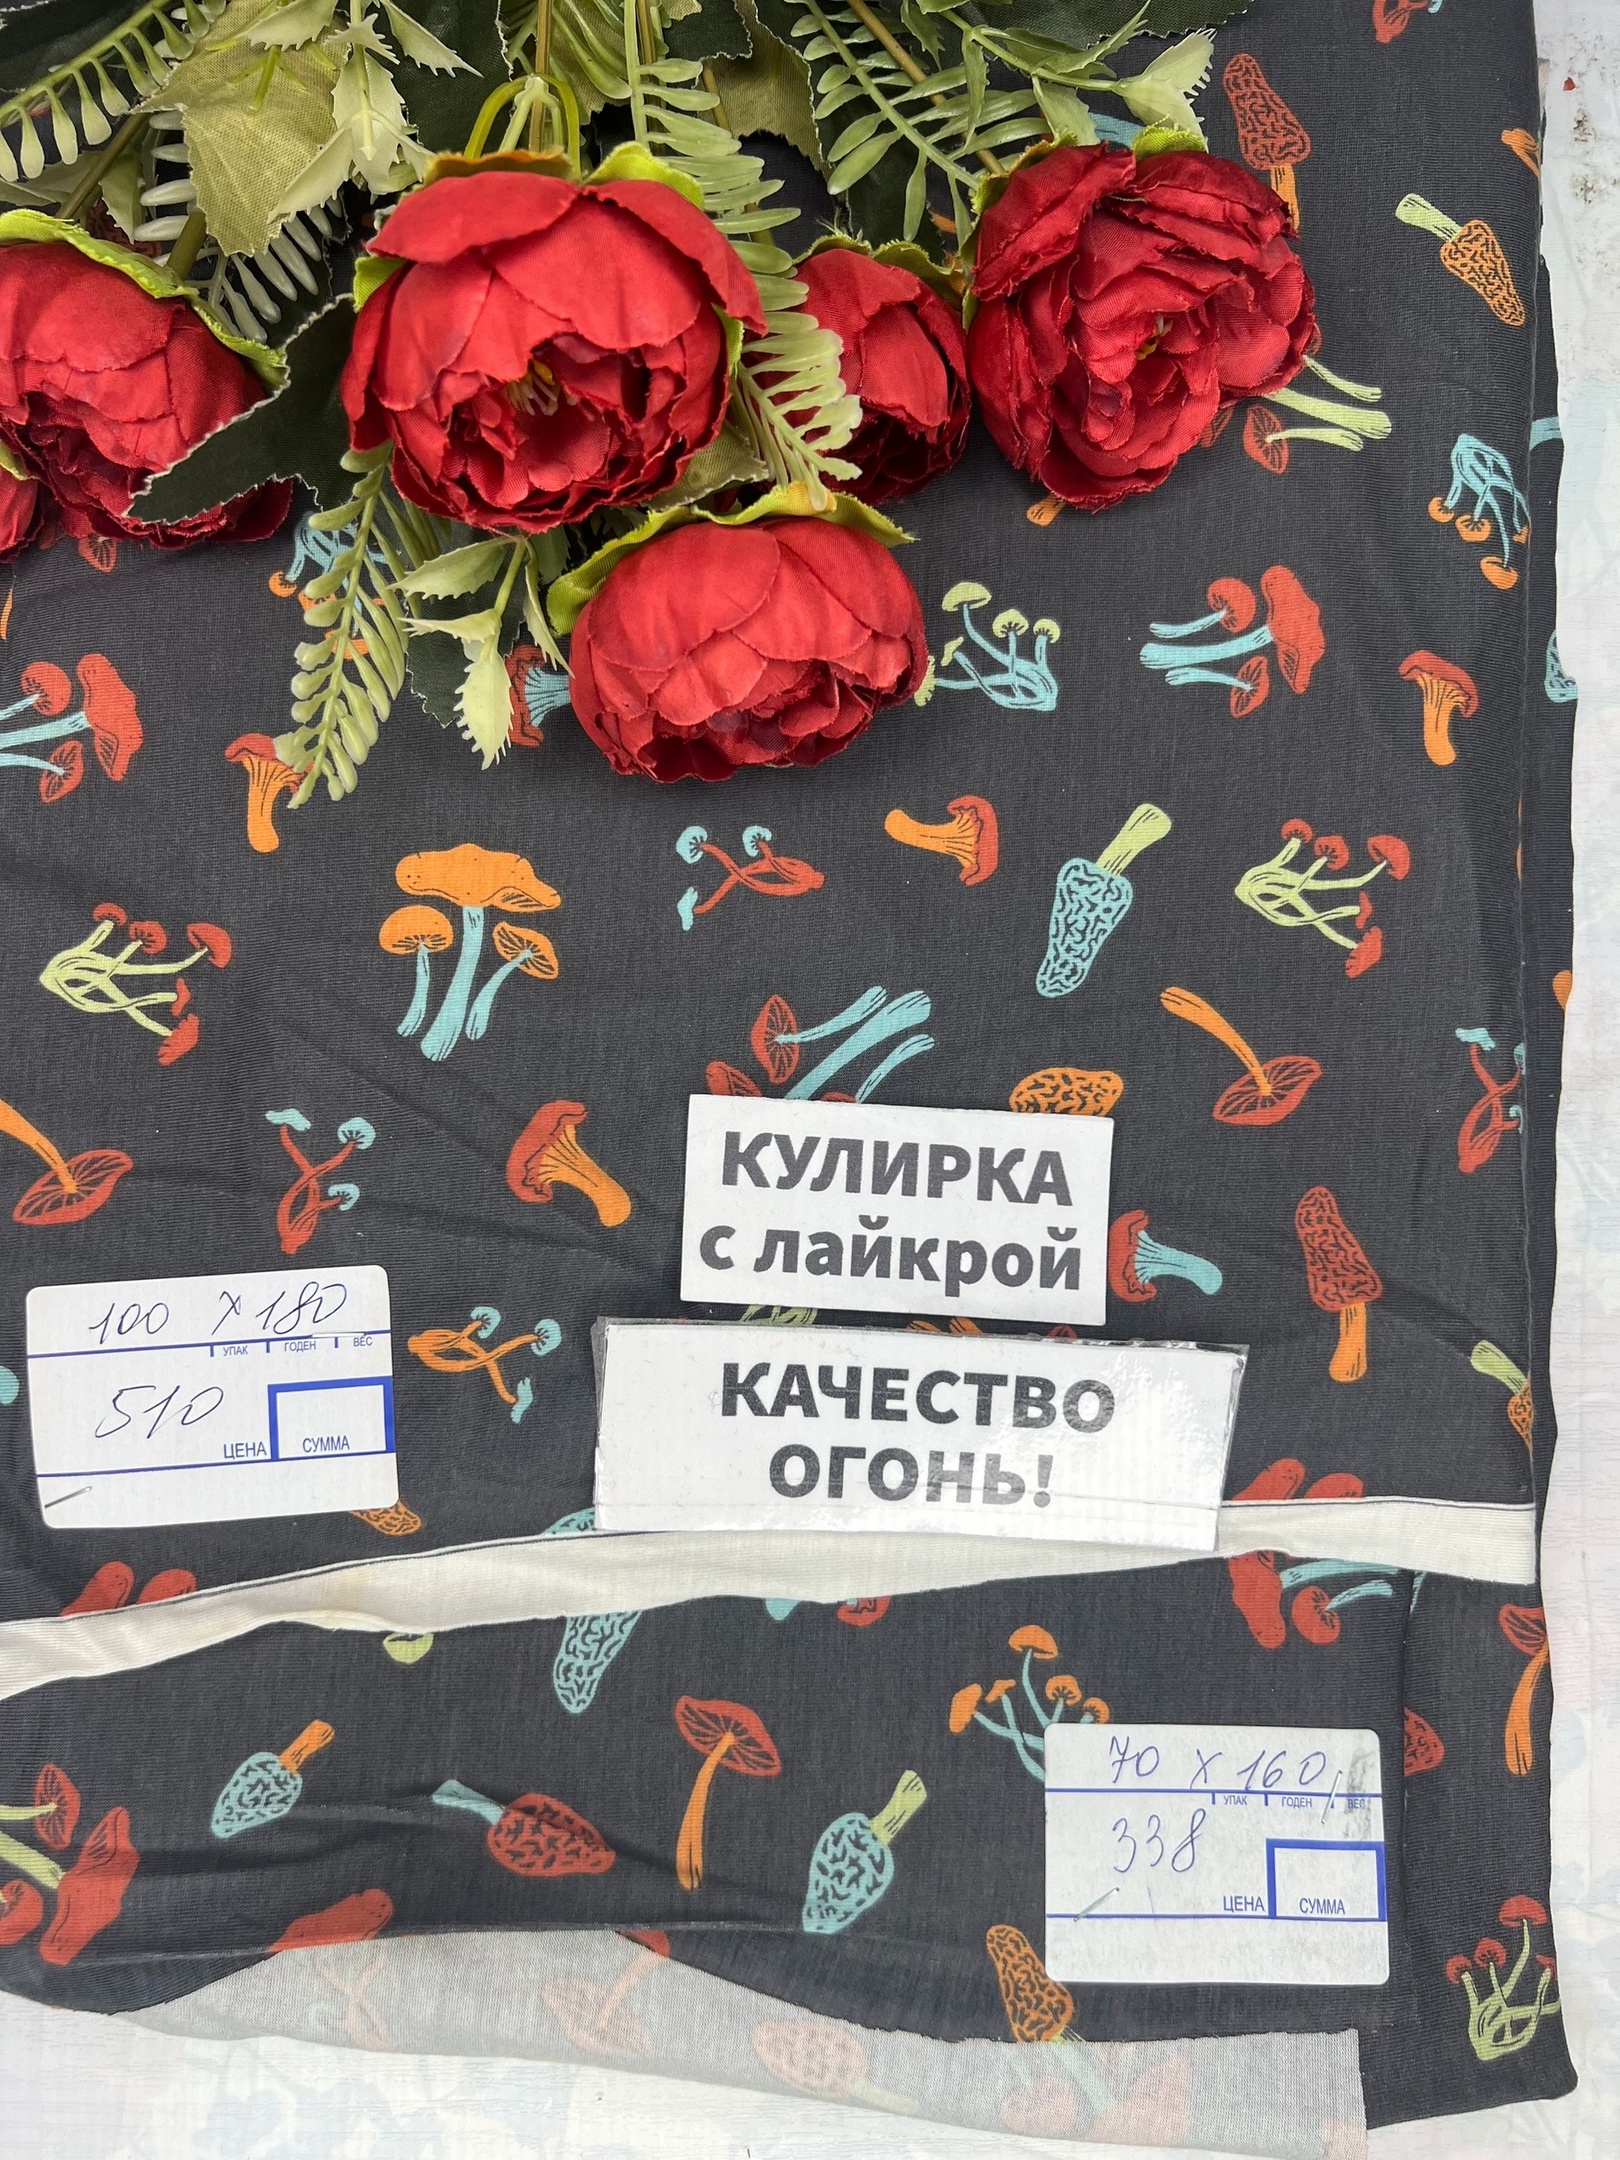 КУЛИРКА
с лайкрой
100 х 180
УПАК ГОДЕН ВЕС
510
ЦЕНА СУММА
КАЧЕСТВО
ОГОНЬ!
70 х 160
УПАК ГОДЕН ВЕС
338
ЦЕНА СУММА